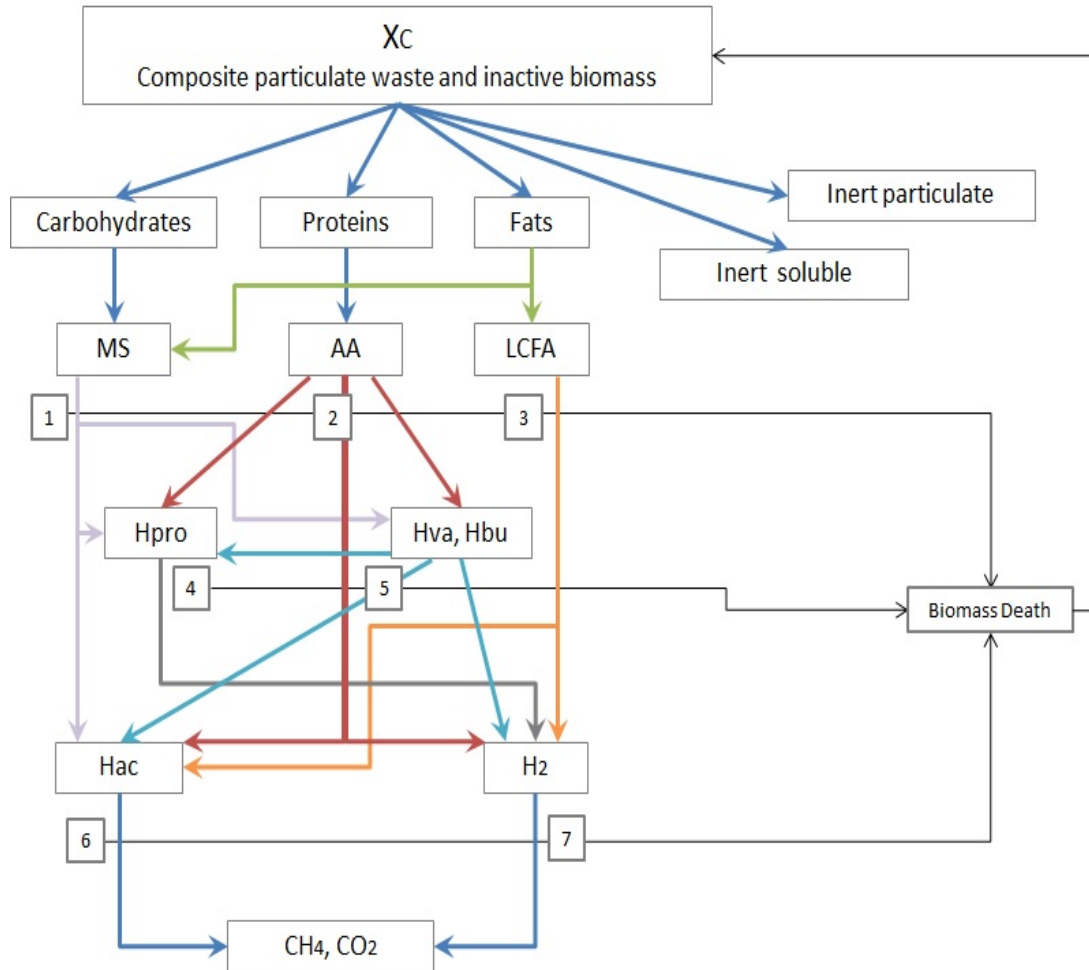 XC
Composite particulate waste and inactive biomass
Inert particulate
Carbohydrates
Proteins
Fats
Inert soluble
MS
AA
LCFA
1
2
3
Hpro
Hva, Hbu
4
5
Biomass Death
Hac
H2
6
7
CH4, CO2